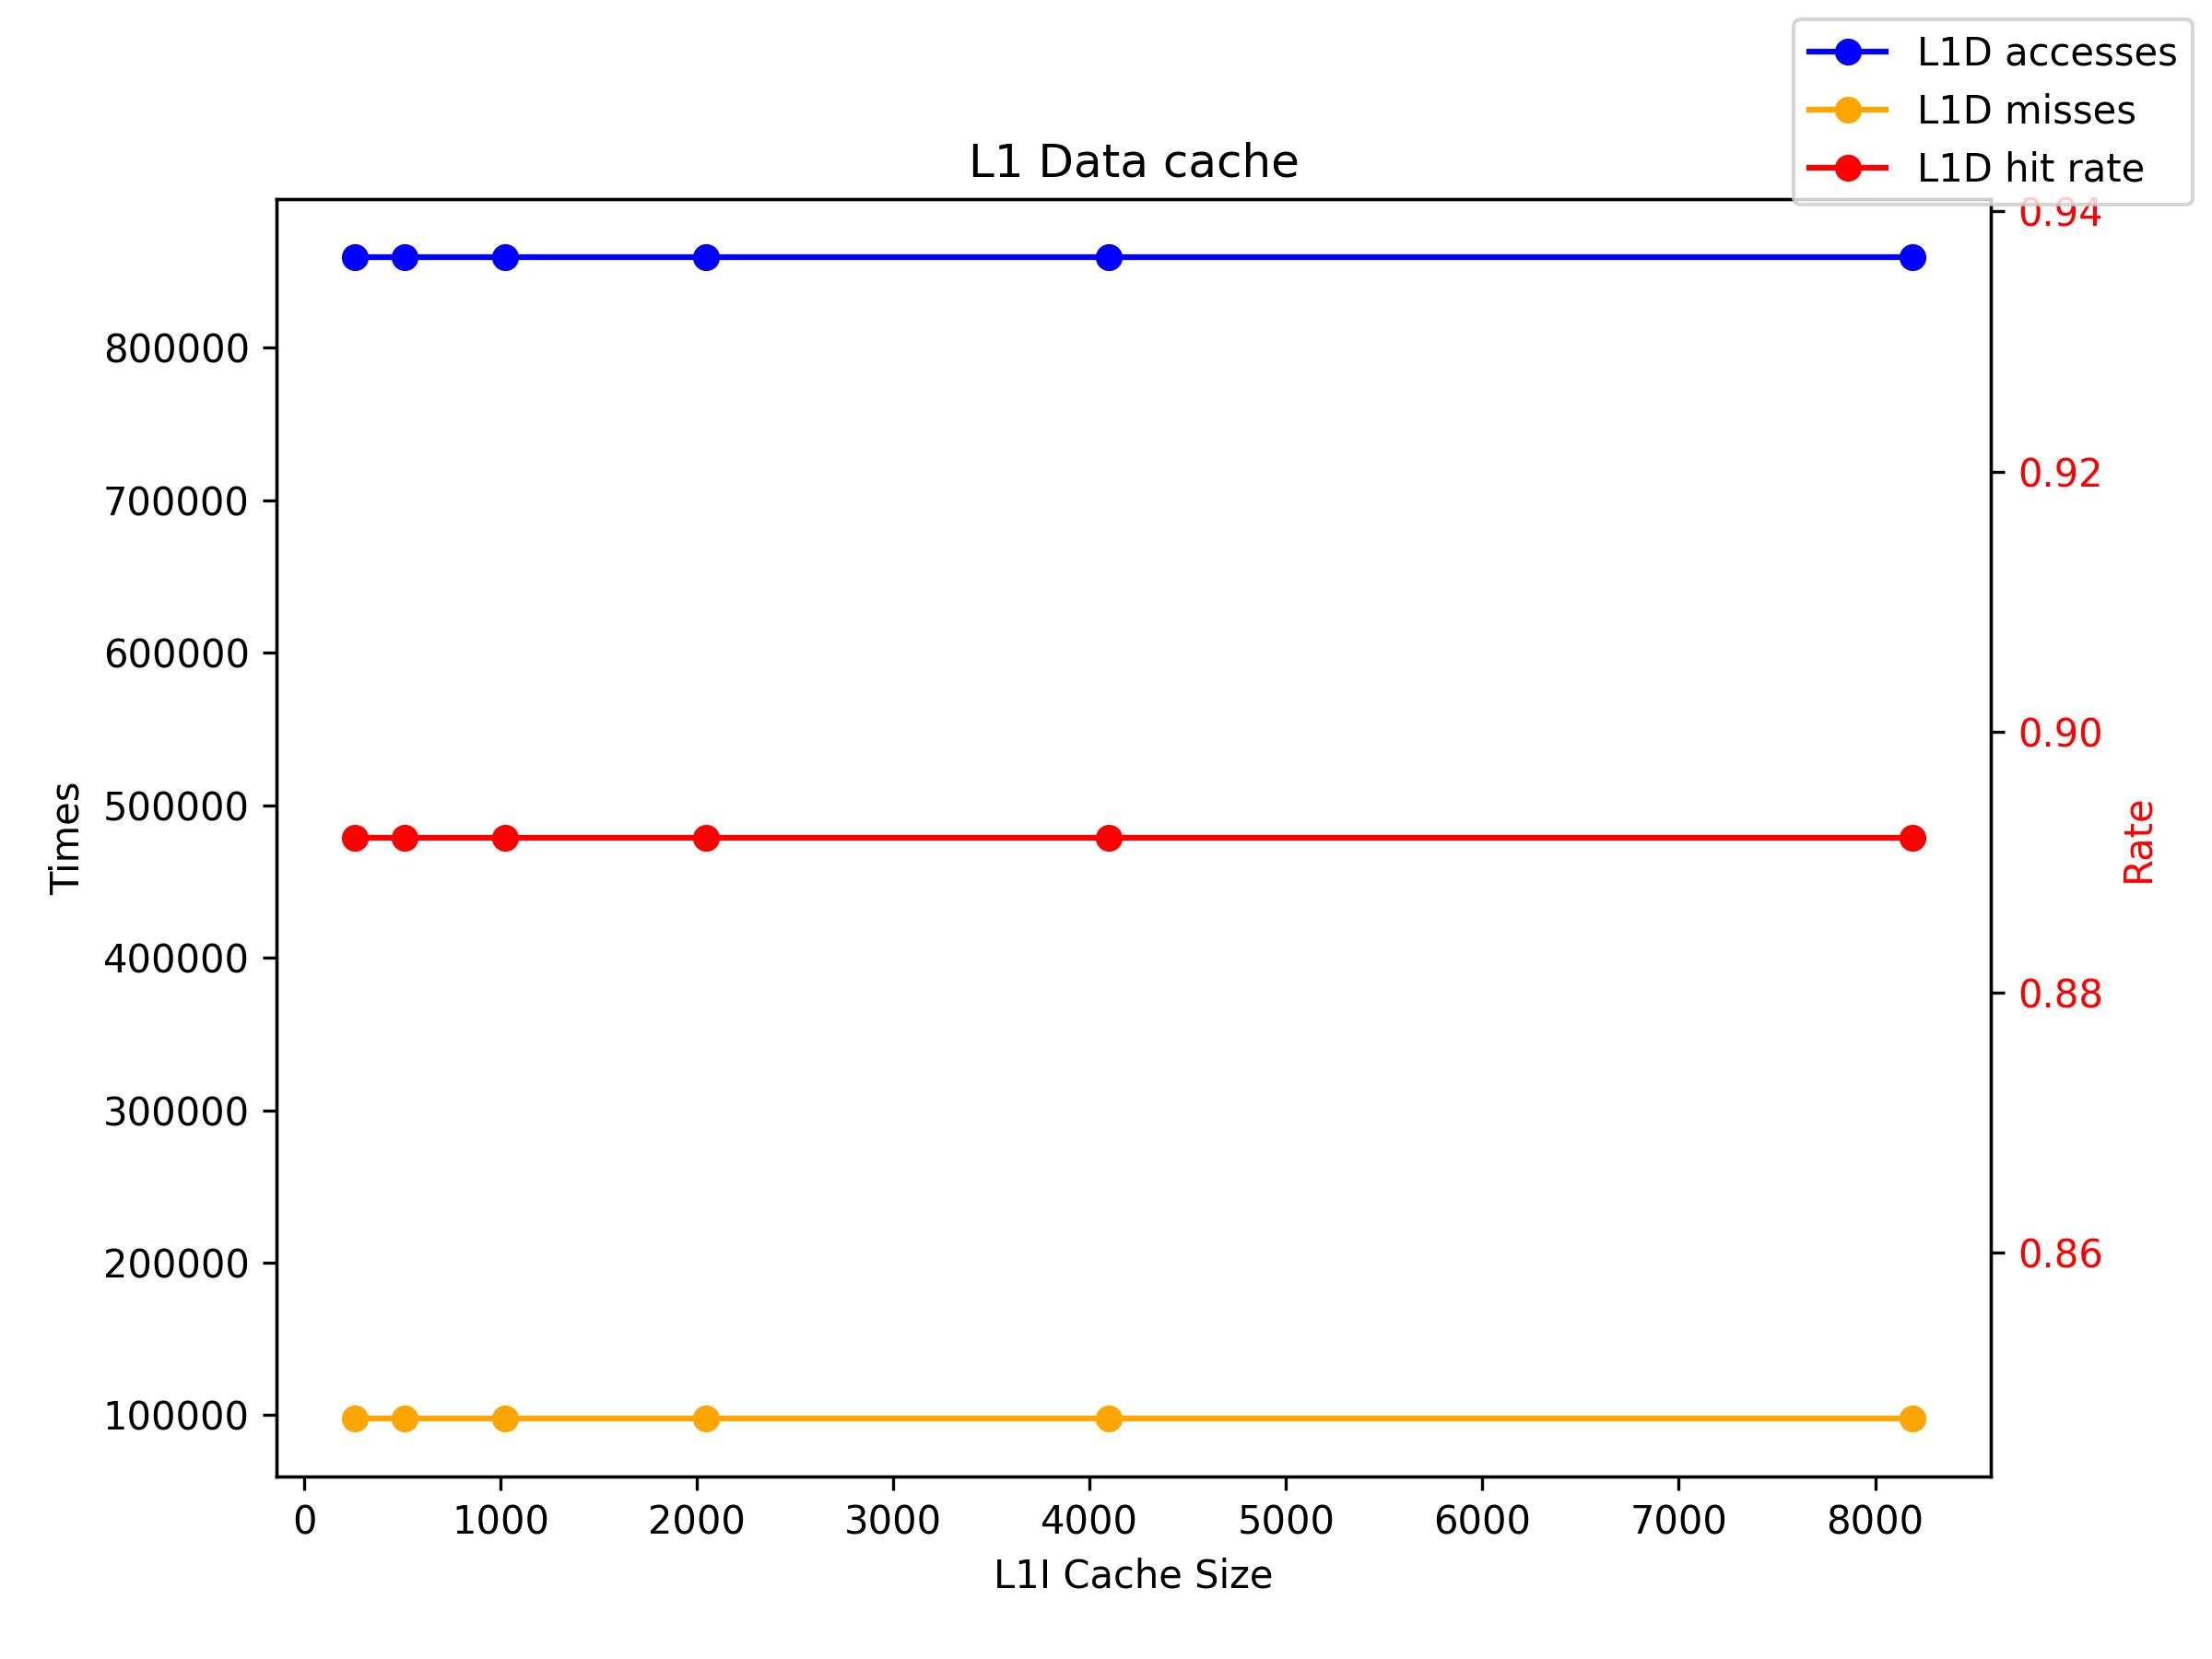 L1D accesses
L1D misses
L1D hit rate
L1 Data cache
800000
700000
600000
500000
400000
300000
200000
100000
Times
0.94
0.92
0.90
0.88
0.86
Rate
0 1000 2000 3000 4000 5000 6000 7000 8000
L1I Cache Size